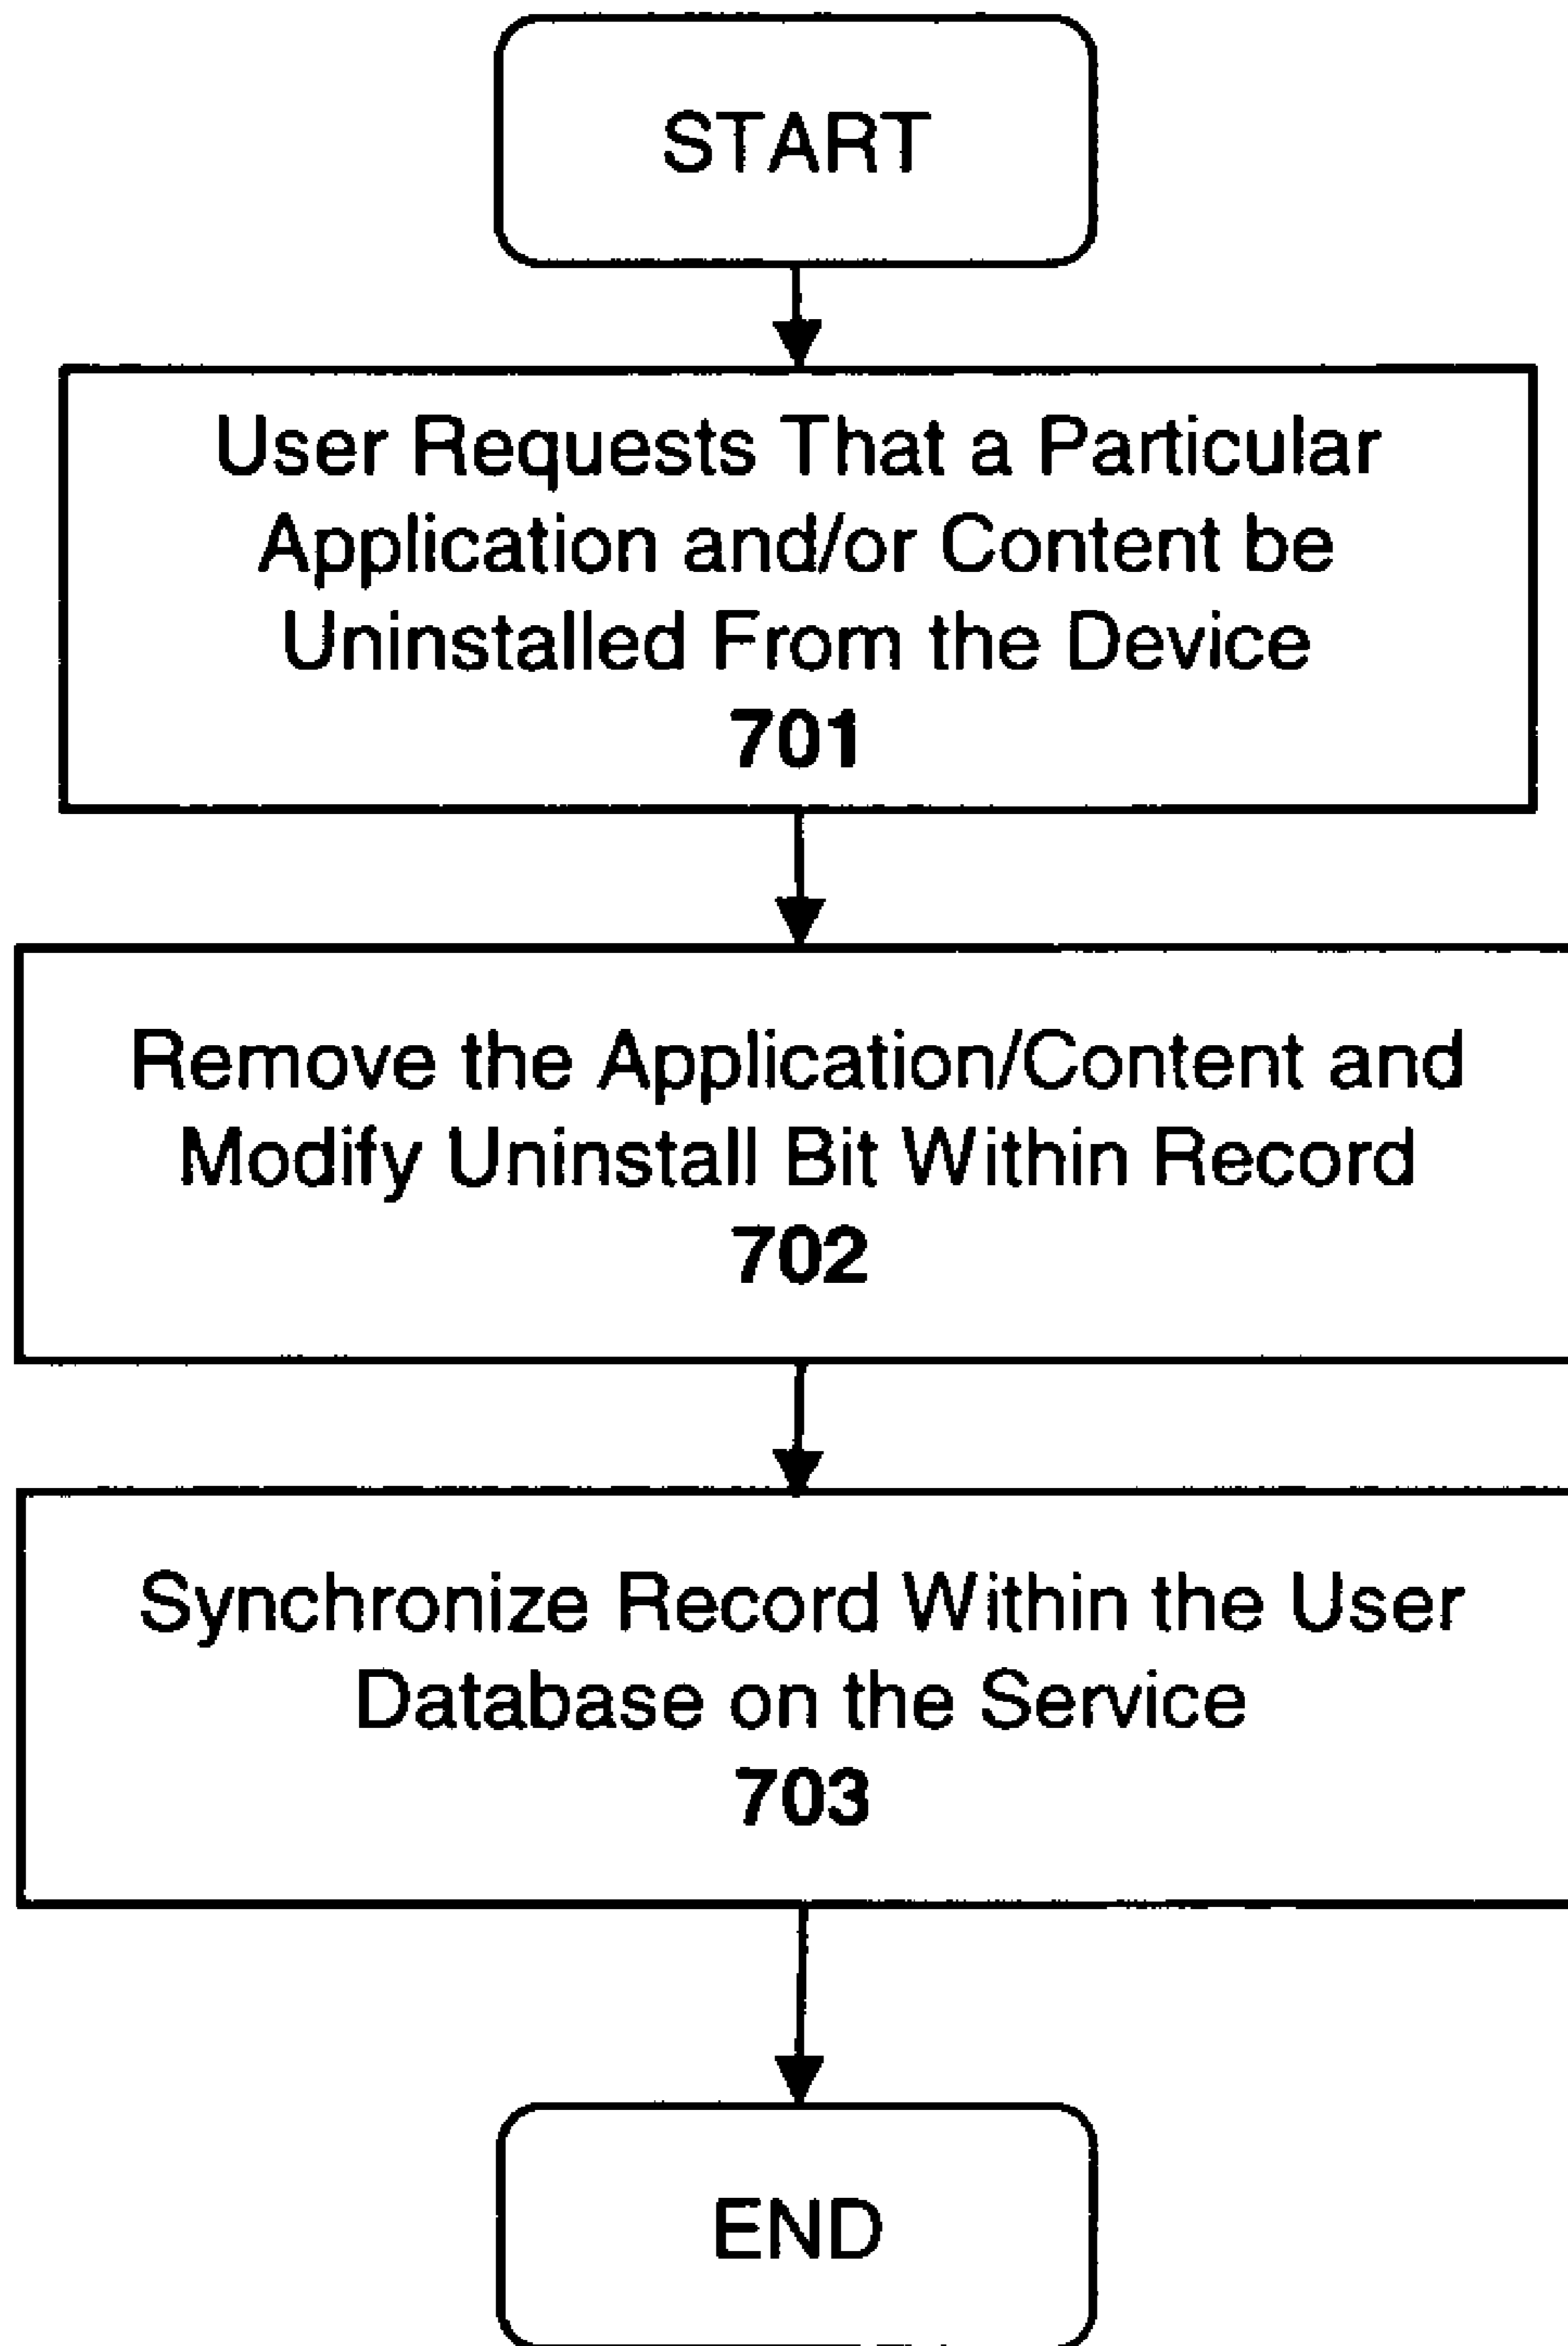 START
User Requests That a Particular
Application and/or Content be
Uninstalled From the Device
701
Remove the Application/Content and
Modify Uninstall Bit Within Record
702
Synchronize Record Within the User
Database on the Service
703
END